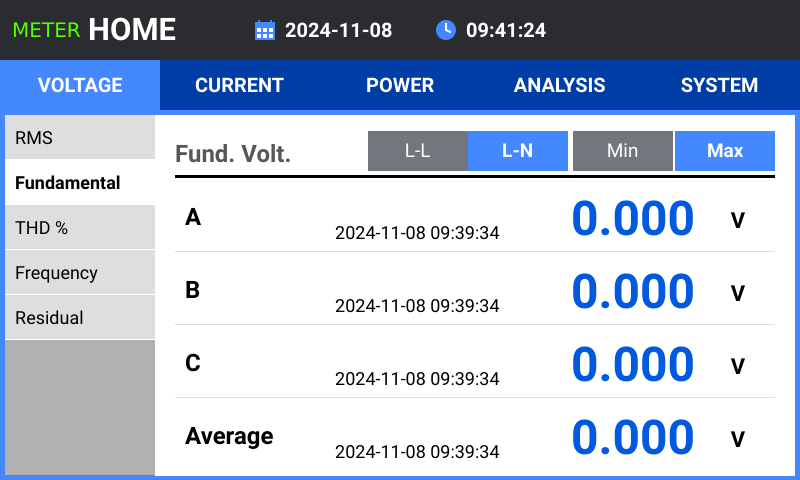 METER HOME 2024-11-08 09:41:24
VOLTAGE CURRENT POWER ANALYSIS SYSTEM
RMS
Fundamental
THD %
Frequency
Residual
Fund. Volt. L-L L-N Min Max
A 2024-11-08 09:39:34 0.000 V
B 2024-11-08 09:39:34 0.000 V
C 2024-11-08 09:39:34 0.000 V
Average 2024-11-08 09:39:34 0.000 V